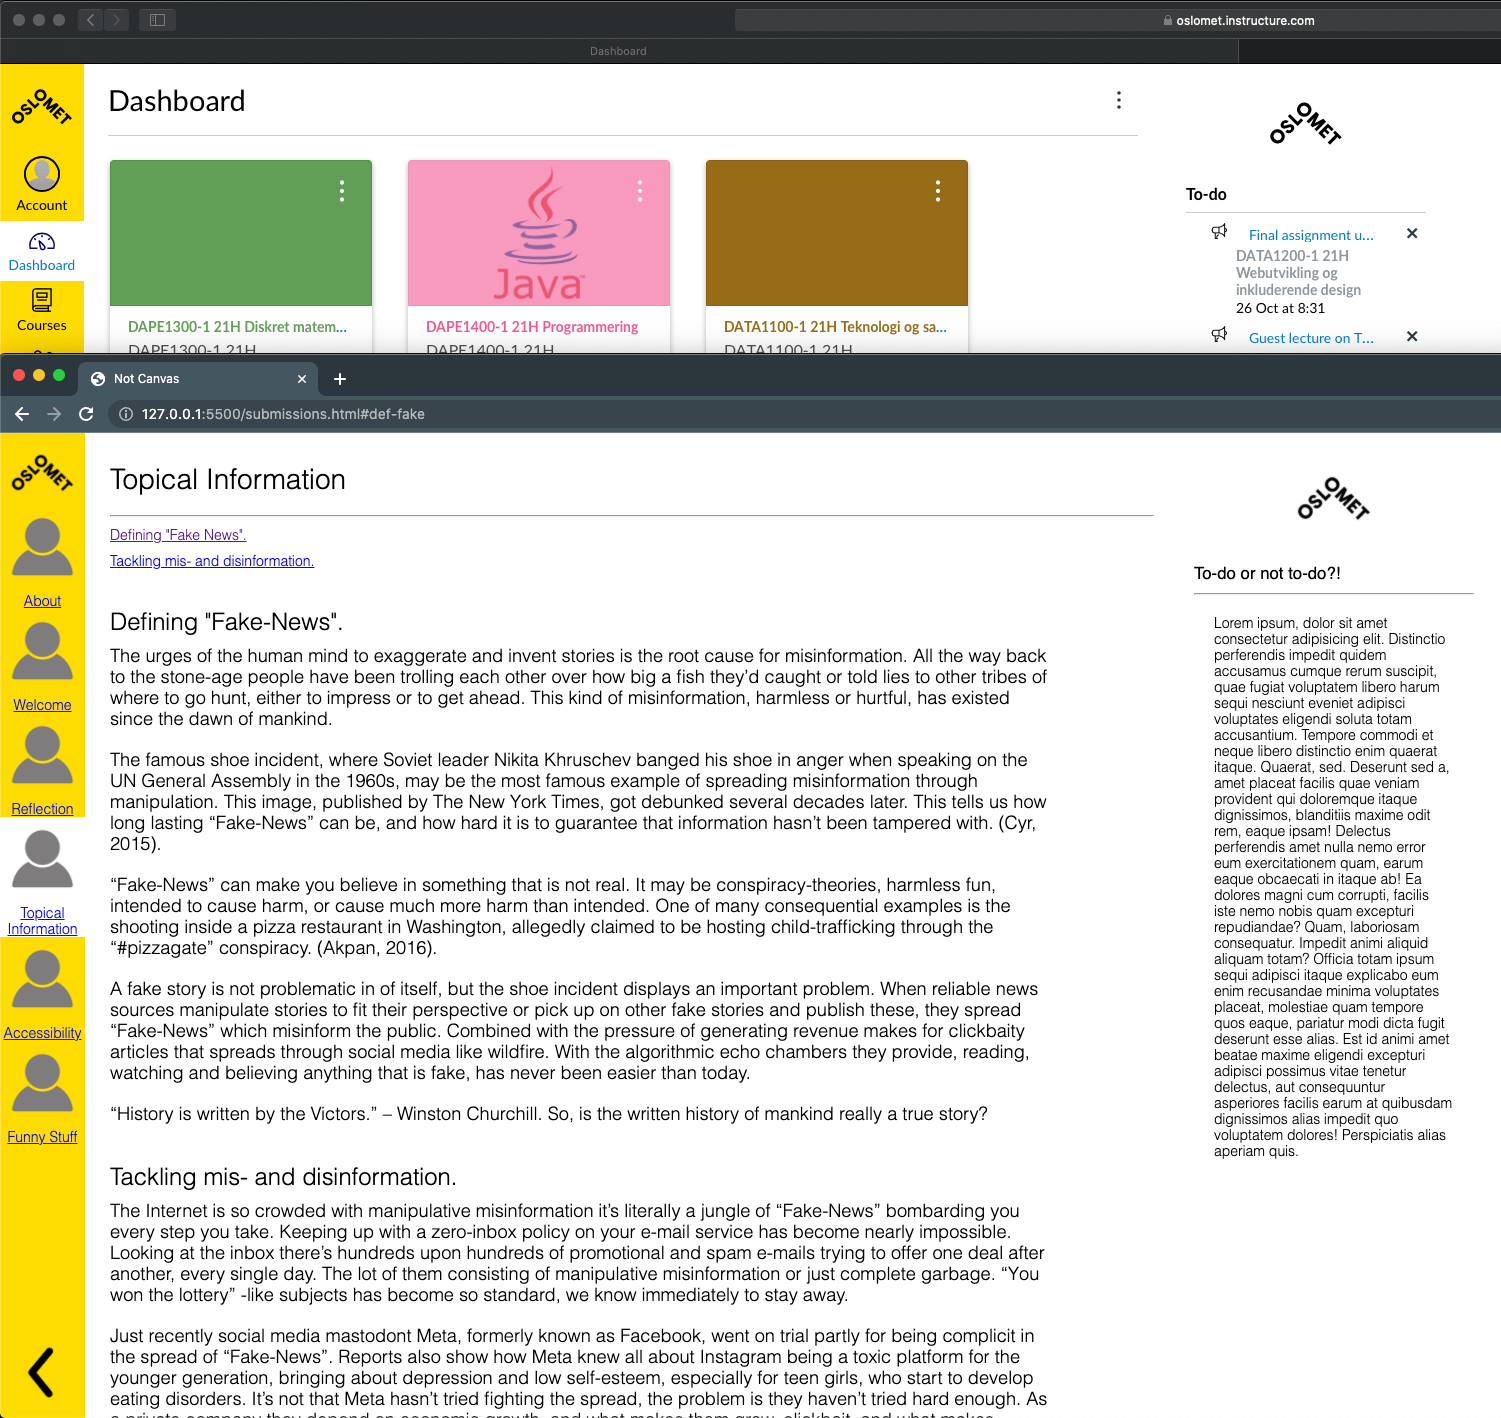 oslomet.instructure.com
Dashboard
OSLOMET
Account
Dashboard
Courses
Dashboard
Java™
DAPE1300-1 21H Diskret matem...
DAPE1300-1 21H
DAPE1400-1 21H Programmering
DAPE1400-1 21H
DATA1100-1 21H Teknologi og sa...
DATA1100-1 21H
OSLOMET
To-do
Final assignment u...
DATA1200-1 21H
Webutvikling og
inkluderende design
26 Oct at 8:31
Guest lecture on T...
Not Canvas
127.0.0.1:5500/submissions.html#def-fake
OSLOMET
About
Welcome
Reflection
Topical
Information
Accessibility
Funny Stuff
Topical Information
Defining "Fake News".
Tackling mis- and disinformation.
Defining "Fake-News".
The urges of the human mind to exaggerate and invent stories is the root cause for misinformation. All the way back
to the stone-age people have been trolling each other over how big a fish they’d caught or told lies to other tribes of
where to go hunt, either to impress or to get ahead. This kind of misinformation, harmless or hurtful, has existed
since the dawn of mankind.
The famous shoe incident, where Soviet leader Nikita Khruschev banged his shoe in anger when speaking on the
UN General Assembly in the 1960s, may be the most famous example of spreading misinformation through
manipulation. This image, published by The New York Times, got debunked several decades later. This tells us how
long lasting “Fake-News” can be, and how hard it is to guarantee that information hasn’t been tampered with. (Cyr,
2015).
“Fake-News” can make you believe in something that is not real. It may be conspiracy-theories, harmless fun,
intended to cause harm, or cause much more harm than intended. One of many consequential examples is the
shooting inside a pizza restaurant in Washington, allegedly claimed to be hosting child-trafficking through the
“#pizzagate” conspiracy. (Akpan, 2016).
A fake story is not problematic in of itself, but the shoe incident displays an important problem. When reliable news
sources manipulate stories to fit their perspective or pick up on other fake stories and publish these, they spread
“Fake-News” which misinform the public. Combined with the pressure of generating revenue makes for clickbaity
articles that spreads through social media like wildfire. With the algorithmic echo chambers they provide, reading,
watching and believing anything that is fake, has never been easier than today.
“History is written by the Victors.” – Winston Churchill. So, is the written history of mankind really a true story?
Tackling mis- and disinformation.
The Internet is so crowded with manipulative misinformation it’s literally a jungle of “Fake-News” bombarding you
every step you take. Keeping up with a zero-inbox policy on your e-mail service has become nearly impossible.
Looking at the inbox there’s hundreds upon hundreds of promotional and spam e-mails trying to offer one deal after
another, every single day. The lot of them consisting of manipulative misinformation or just complete garbage. “You
won the lottery” -like subjects has become so standard, we know immediately to stay away.
Just recently social media mastodont Meta, formerly known as Facebook, went on trial partly for being complicit in
the spread of “Fake-News”. Reports also show how Meta knew all about Instagram being a toxic platform for the
younger generation, bringing about depression and low self-esteem, especially for teen girls, who start to develop
eating disorders. It’s not that Meta hasn’t tried fighting the spread, the problem is they haven’t tried hard enough. As
a private company they depend on economic growth, and what makes them grow, clickbait, and what makes
OSLOMET
To-do or not to-do?!
Lorem ipsum, dolor sit amet
consectetur adipisicing elit. Distinctio
perferendis impedit quidem
accusamus cumque rerum suscipit,
quae fugiat voluptatem libero harum
sequi nesciunt eveniet adipisci
voluptates eligendi soluta totam
accusantium. Tempore commodi et
neque libero distinctio enim quaerat
itaque. Quaerat, sed. Deserunt sed a,
amet placeat facilis quae veniam
provident qui doloremque itaque
dignissimos, blanditiis maxime odit
rem, eaque ipsam! Delectus
perferendis amet nulla nemo error
eum exercitationem quam, earum
eaque obcaecati in itaque ab! Ea
dolores magni cum corrupti, facilis
iste nemo nobis quam excepturi
repudiandae? Quam, laboriosam
consequatur. Impedit animi aliquid
aliquam totam? Officia totam ipsum
sequi adipisci itaque explicabo eum
enim recusandae minima voluptates
placeat, molestiae quam tempore
quos eaque, pariatur modi dicta fugit
deserunt esse alias. Est id animi amet
beatae maxime eligendi excepturi
adipisci possimus vitae tenetur
delectus, aut consequuntur
asperiores facilis earum at quibusdam
dignissimos alias impedit quo
voluptatem dolores! Perspiciatis alias
aperiam quis.